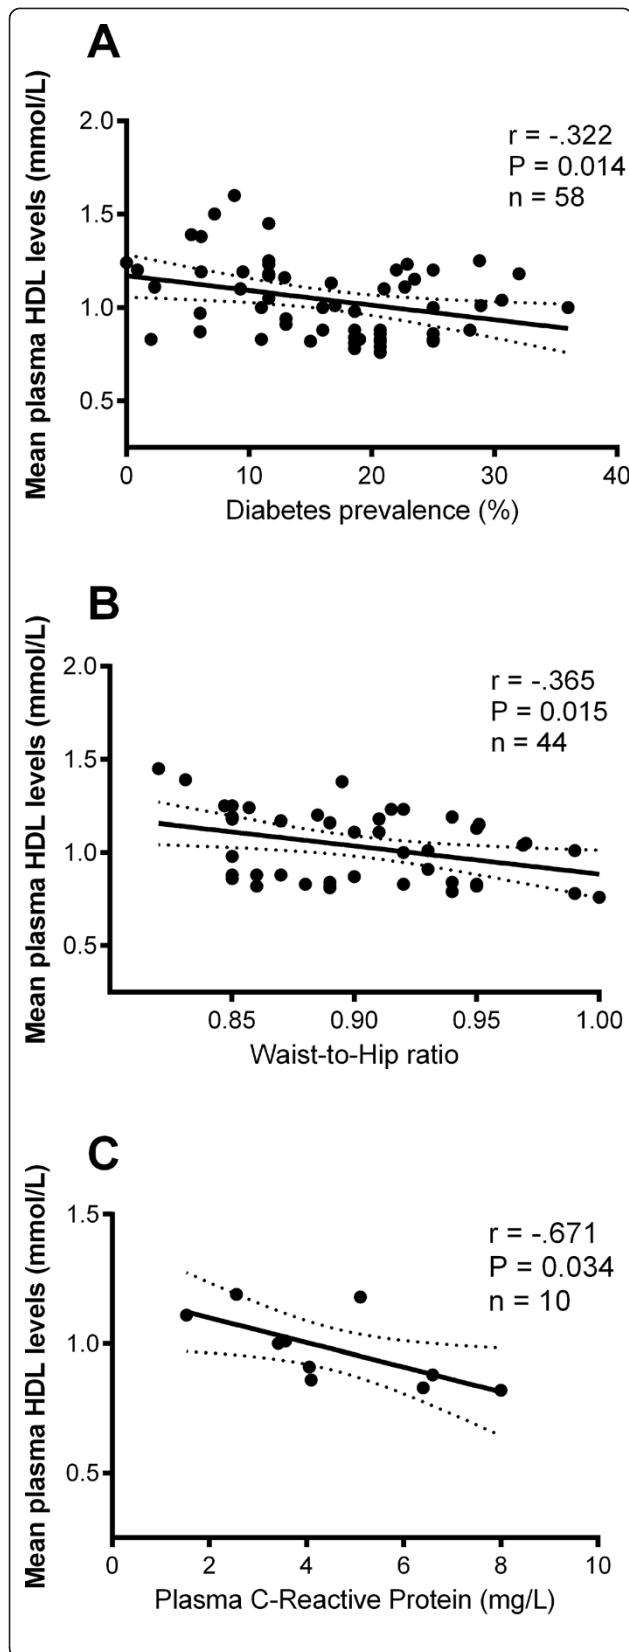 A
Mean plasma HDL levels (mmol/L)
2.0
1.5
1.0
0.5
r = -.322
P = 0.014
n = 58
0 10 20 30 40
Diabetes prevalence (%)
B
Mean plasma HDL levels (mmol/L)
2.0
1.5
1.0
0.5
r = -.365
P = 0.015
n = 44
0.85 0.90 0.95 1.00
Waist-to-Hip ratio
C
Mean plasma HDL levels (mmol/L)
1.5
1.0
0.5
r = -.671
P = 0.034
n = 10
0 2 4 6 8 10
Plasma C-Reactive Protein (mg/L)